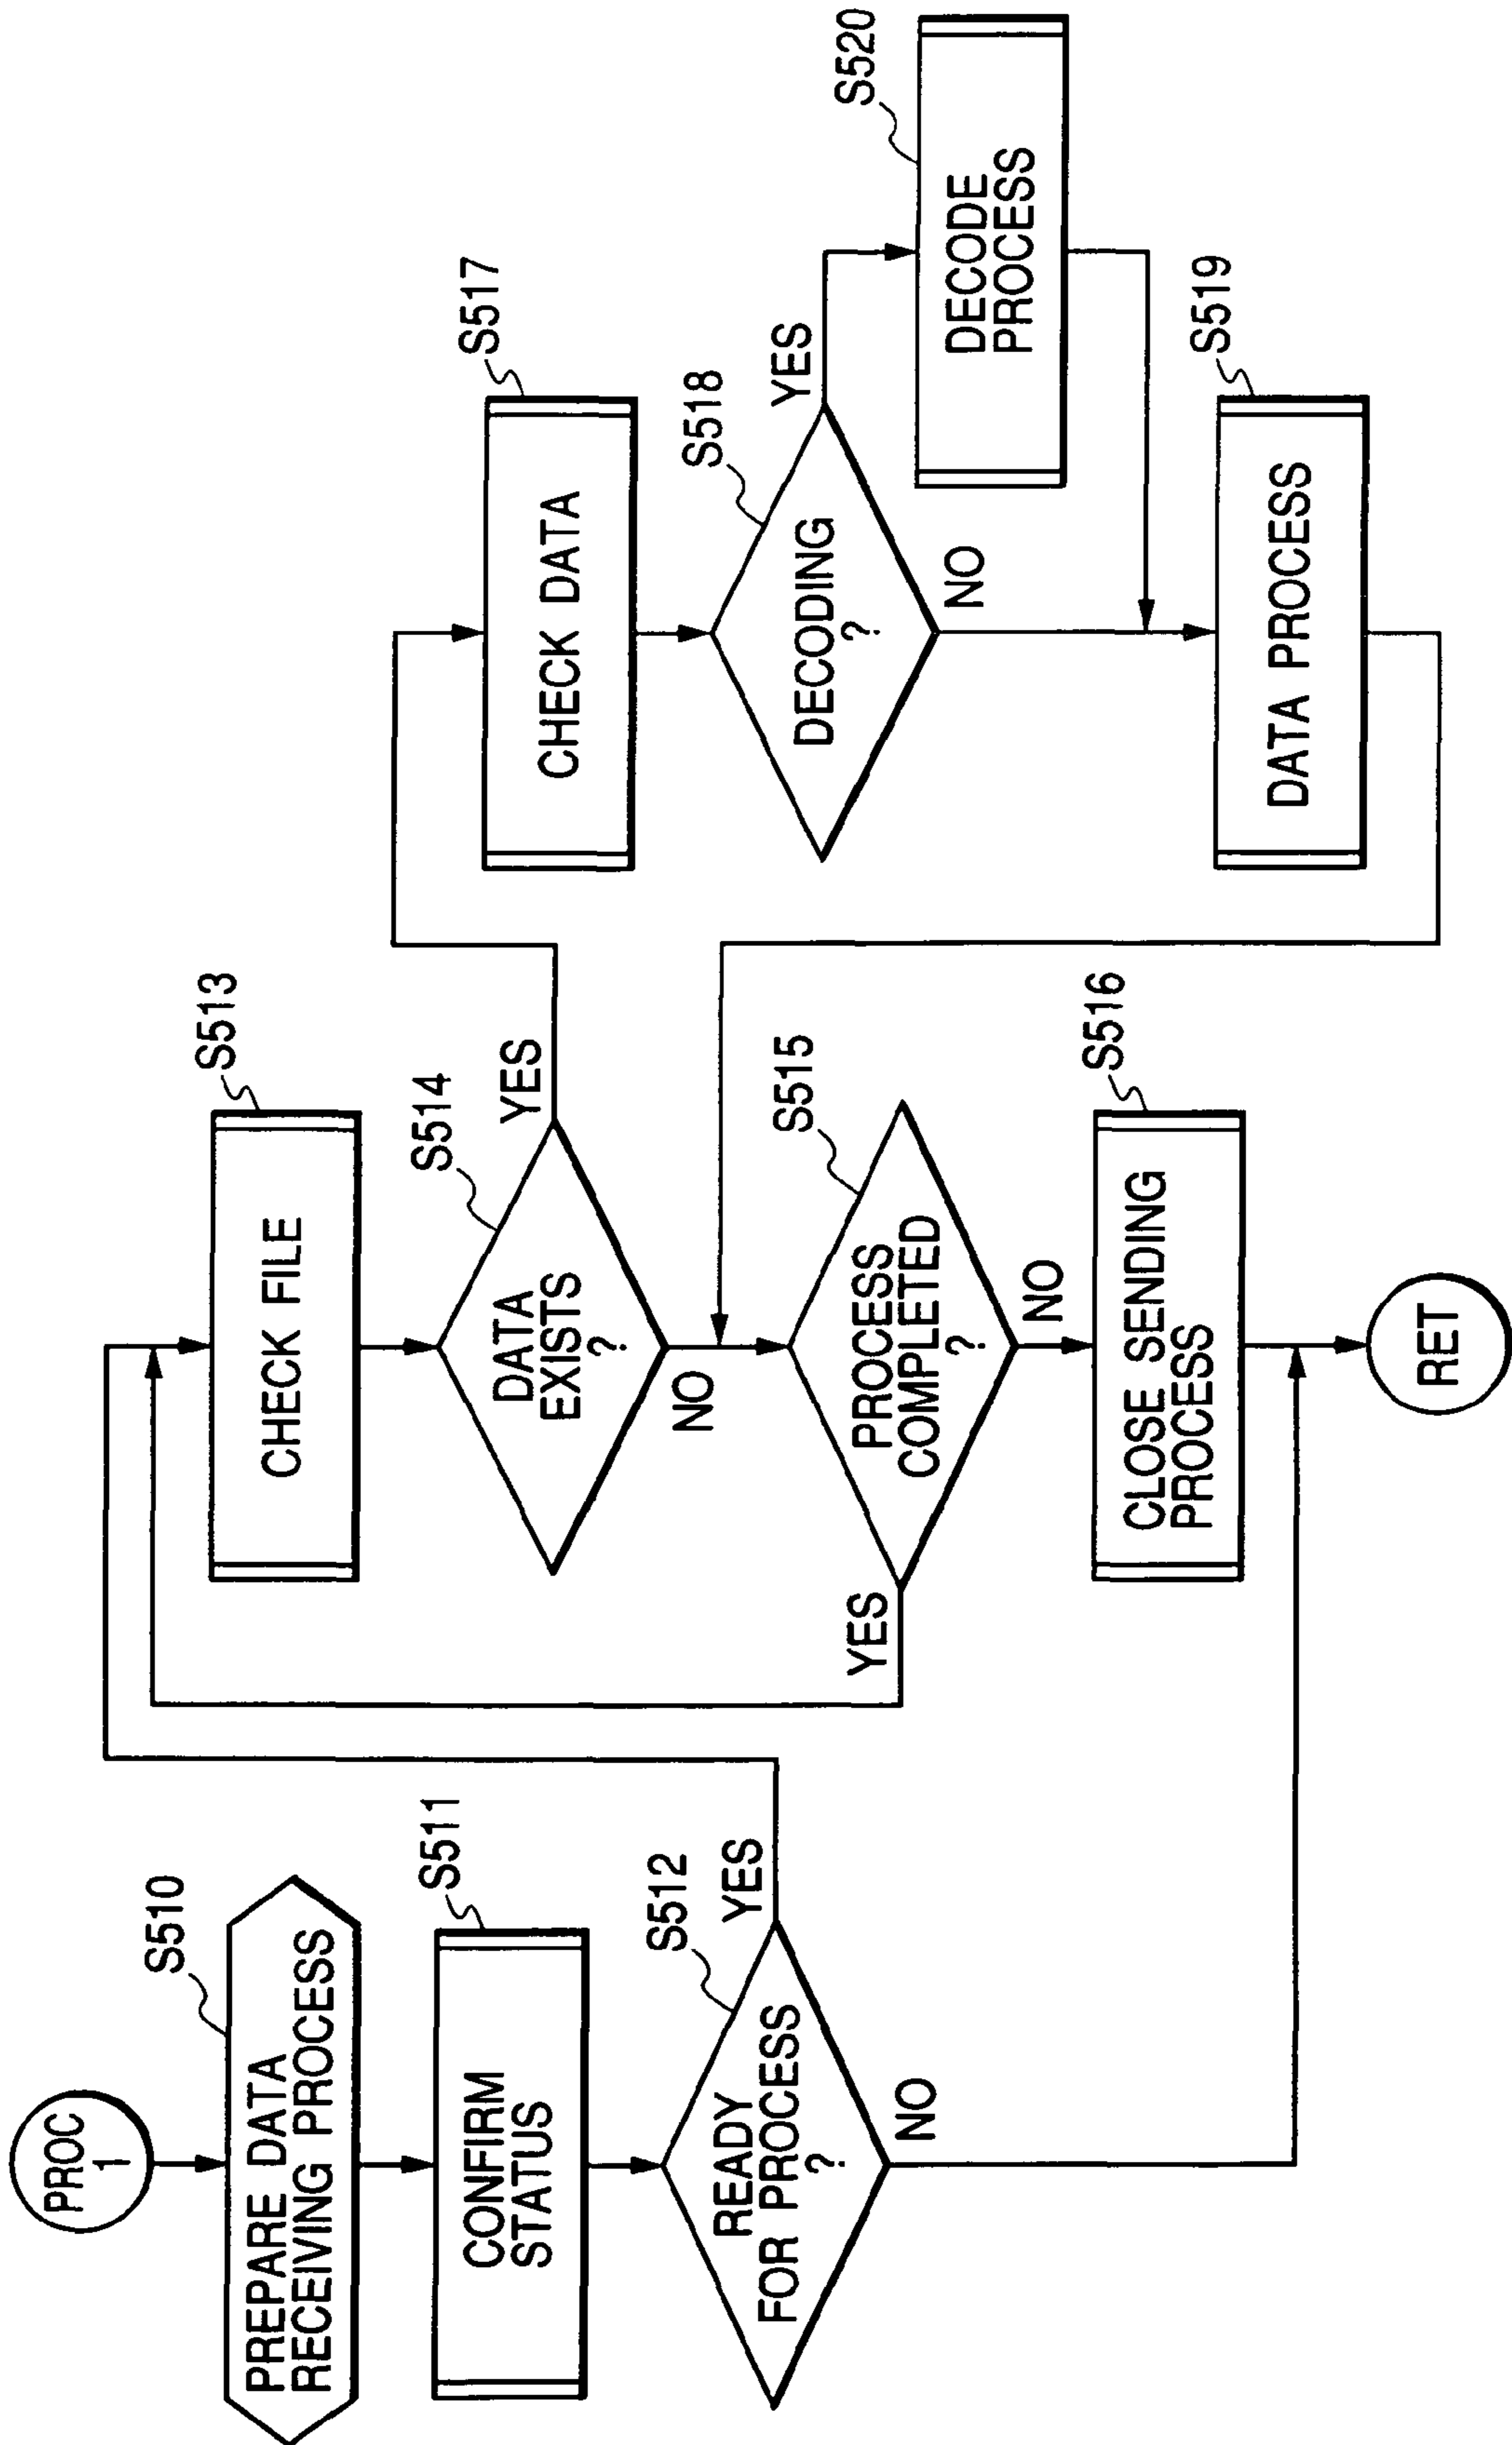 PROC
1
S510
PREPARE DATA
RECEIVING PROCESS
S511
CONFIRM
STATUS
S512
READY
FOR PROCESS
?
YES
NO
S513
CHECK FILE
S514
DATA
EXISTS
?
YES
NO
S515
PROCESS
COMPLETED
?
YES
NO
S516
CLOSE SENDING
PROCESS
RET
S517
CHECK DATA
S518
DECODING
?
YES
NO
S520
DECODE
PROCESS
S519
DATA PROCESS